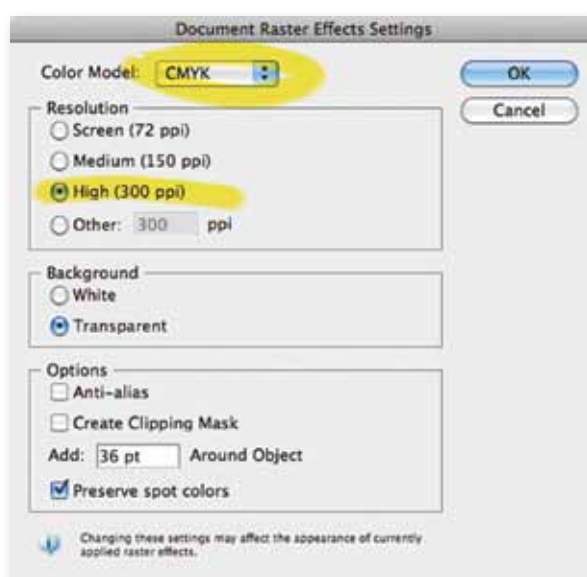 Document Raster Effects Settings
Color Model: CMYK
OK
Cancel
Resolution
Screen (72 ppi)
Medium (150 ppi)
High (300 ppi)
Other: 300 ppi
Background
White
Transparent
Options
Anti-alias
Create Clipping Mask
Add: 36 pt Around Object
Preserve spot colors
Changing these settings may affect the appearance of currently
applied raster effects.